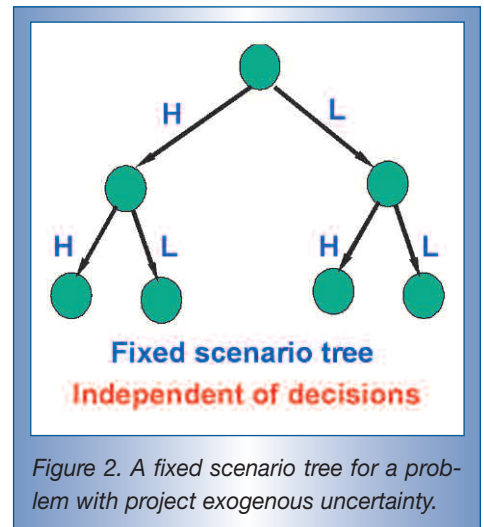 H L
H L H L
Fixed scenario tree
Independent of decisions
Figure 2. A fixed scenario tree for a prob-
lem with project exogenous uncertainty.